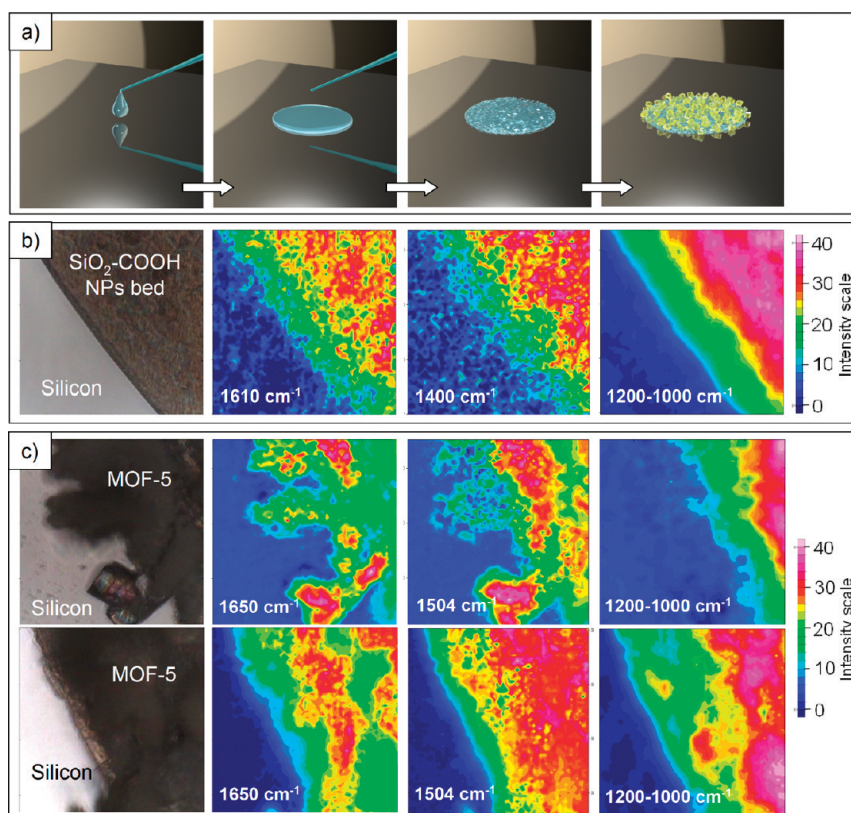 a)
b)
SiO₂-COOH
NPs bed
Silicon
1610 cm⁻¹
1400 cm⁻¹
1200-1000 cm⁻¹
40
30
20
10
0
Intensity scale
c)
MOF-5
Silicon
1650 cm⁻¹
1504 cm⁻¹
1200-1000 cm⁻¹
MOF-5
Silicon
1650 cm⁻¹
1504 cm⁻¹
1200-1000 cm⁻¹
40
30
20
10
0
Intensity scale